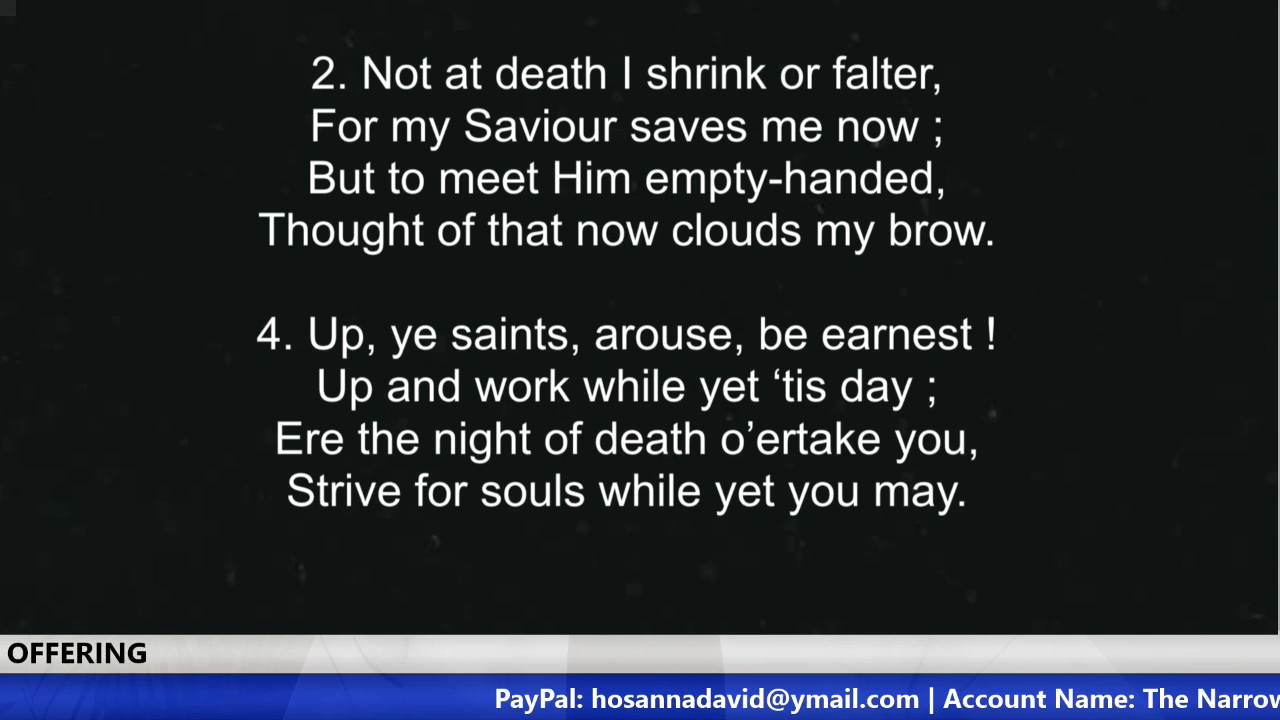 2. Not at death I shrink or falter,
For my Saviour saves me now ;
But to meet Him empty-handed,
Thought of that now clouds my brow.
4. Up, ye saints, arouse, be earnest !
Up and work while yet ‘tis day ;
Ere the night of death o’ertake you,
Strive for souls while yet you may.
OFFERING
PayPal: hosannadavid@ymail.com | Account Name: The Narrow